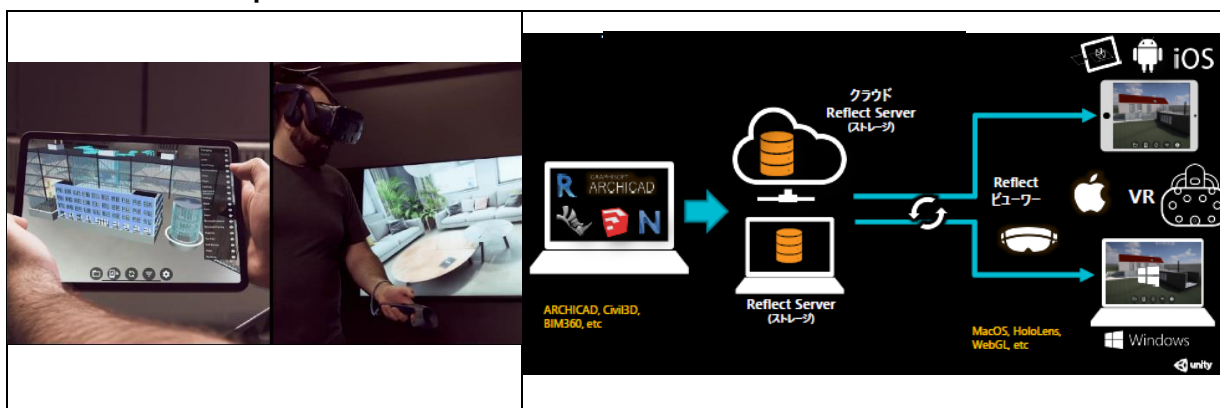 クラウド
Reflect Server
(ストレージ)
iOS
R
GRAPHISOFT
ARCHICAD
N
Reflect
ビューワー
VR
Reflect Server
(ストレージ)
ARCHICAD, Civil3D,
BIM360, etc
MacOS, HoloLens,
WebGL, etc
Windows
unity